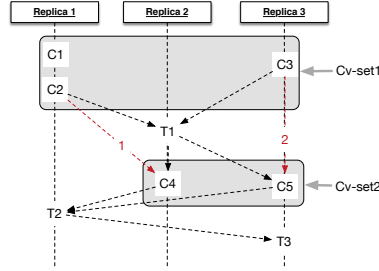 Replica 1 Replica 2 Replica 3
C1
C3
Cv-set1
C2
T1
1
2
C4
C5
Cv-set2
T2
T3